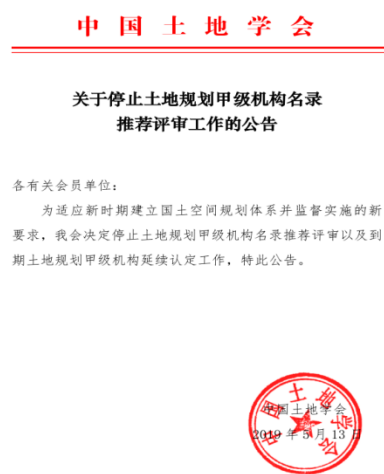 中国土地学会
关于停止土地规划甲级机构名录
推荐评审工作的公告
各有关会员单位：
为适应新时期建立国土空间规划体系并监督实施的新
要求，我会决定停止土地规划甲级机构名录推荐评审以及到
期土地规划甲级机构延续认定工作，特此公告。
中国土地学会
中国土地学会
2019年5月13日